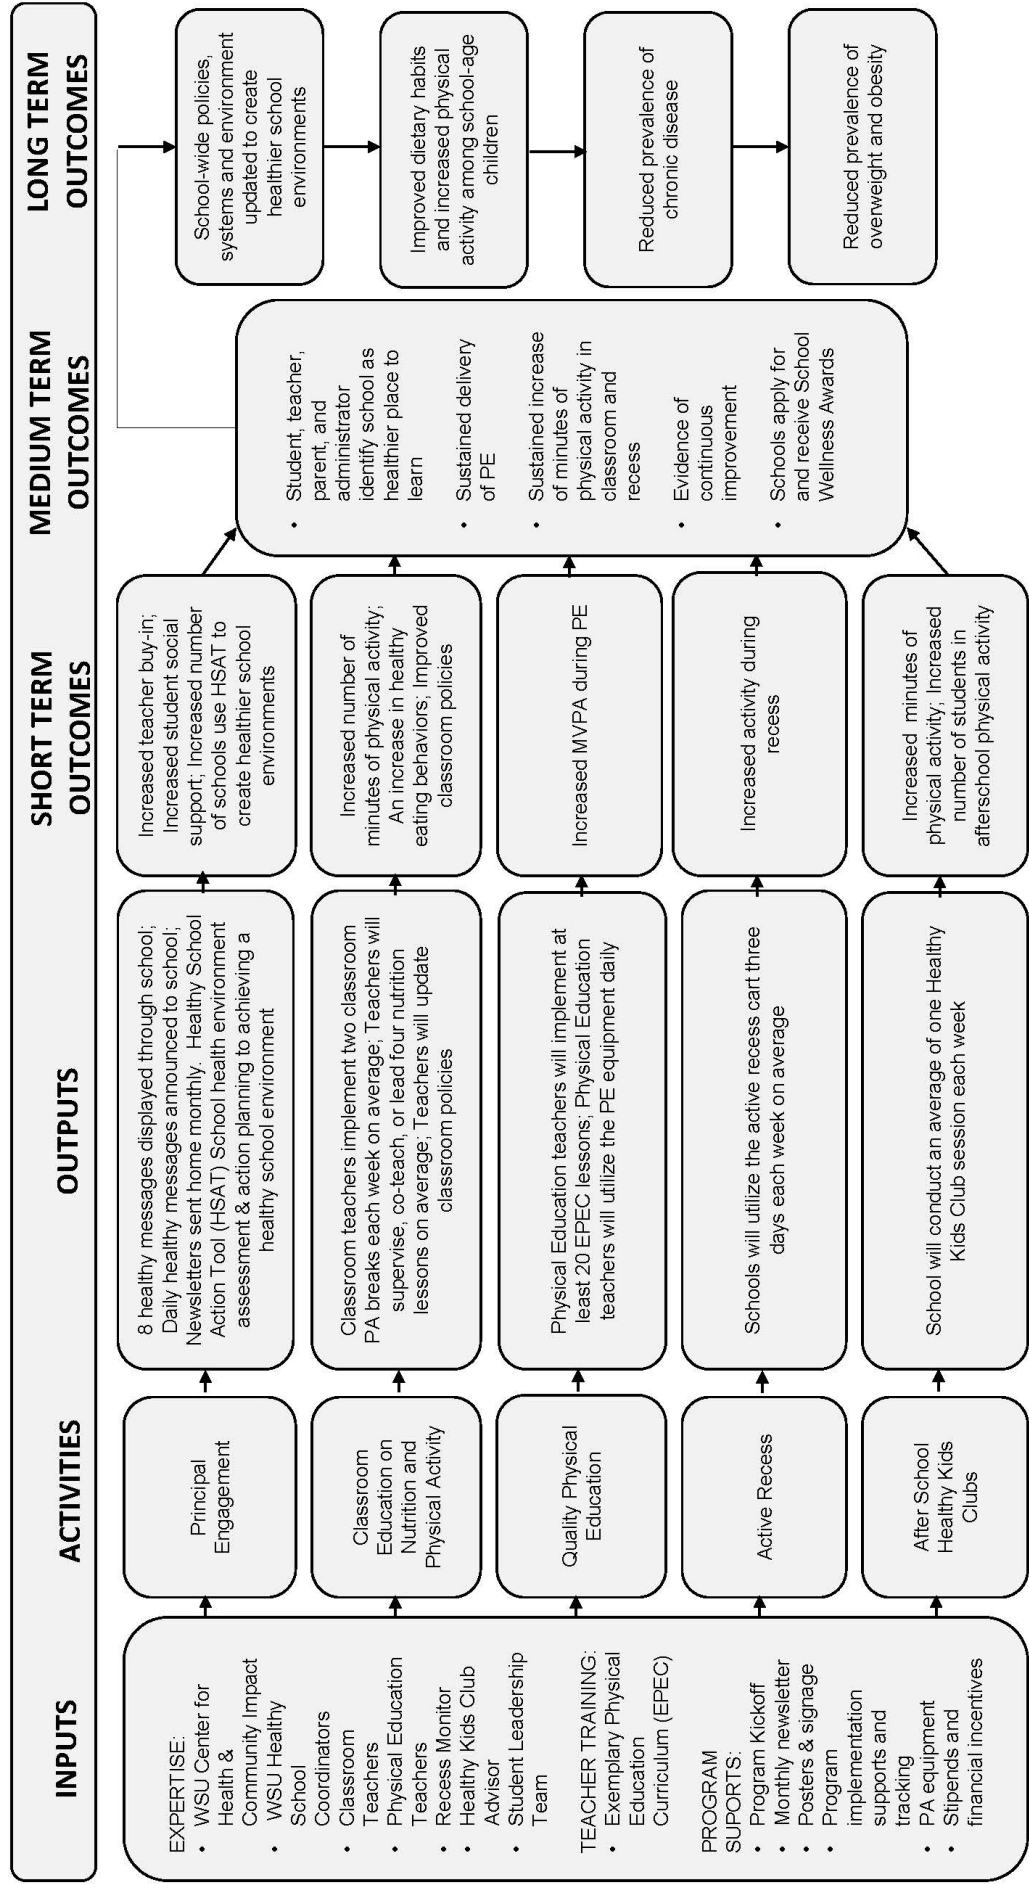 INPUTS
ACTIVITIES
OUTPUTS
SHORT TERM
OUTCOMES
MEDIUM TERM
OUTCOMES
LONG TERM
OUTCOMES
EXPERTISE:
• WSU Center for
Health &
Community Impact
• WSU Healthy
School
Coordinators
• Classroom
Teachers
• Physical Education
Teachers
• Recess Monitor
• Healthy Kids Club
Advisor
• Student Leadership
Team
TEACHER TRAINING:
• Exemplary Physical
Education
Curriculum (EPEC)
PROGRAM
SUPORTS:
• Program Kickoff
• Monthly newsletter
• Posters & signage
• Program
implemntation
supports and
tracking
• PA equipment
• Stipends and
financial incentives
Principal
Engagement
Classroom
Education on
Nutrition and
Physical Activity
Quality Physical
Education
Active Recess
After School
Healthy Kids
Clubs
8 healthy messages displayed through school;
Daily healthy messages announced to school;
Newsletters sent home monthly. Healthy School
Action Tool (HSAT) School health environment
assessment & action planning to achieving a
healthy school environment
Classroom teachers implement two classroom
PA breaks each week on average; Teachers will
supervise, co-teach, or lead four nutrition
lessons on average; Teachers will update
classroom policies
Physical Education teachers will implement at
least 20 EPEC lessons; Physical Education
teachers will utilize the PE equipment daily
Schools will utilize the active recess cart three
days each week on average
School will conduct an average of one Healthy
Kids Club session each week
Increased teacher buy-in;
Increased student social
support; Increased number
of schools use HSAT to
create healthier school
environments
Increased number of
minutes of physical activity;
An increase in healthy
eating behaviors; Improved
classroom policies
Increased MVPA during PE
Increased activity during
recess
Increased minutes of
physical activity; Increased
number of students in
afterschool physical activity
• Student, teacher,
parent, and
administrator
identify school as
healthier place to
learn
• Sustained delivery
of PE
• Sustained increase
of minutes of
physical activity in
classroom and
recess
• Evidence of
continuous
improvement
• Schools apply for
and receive School
Wellness Awards
School-wide policies,
systems and environment
updated to create
healthier school
environments
Improved dietary habits
and increased physical
activity among school-age
children
Reduced prevalence of
chronic disease
Reduced prevalence of
overweight and obesity